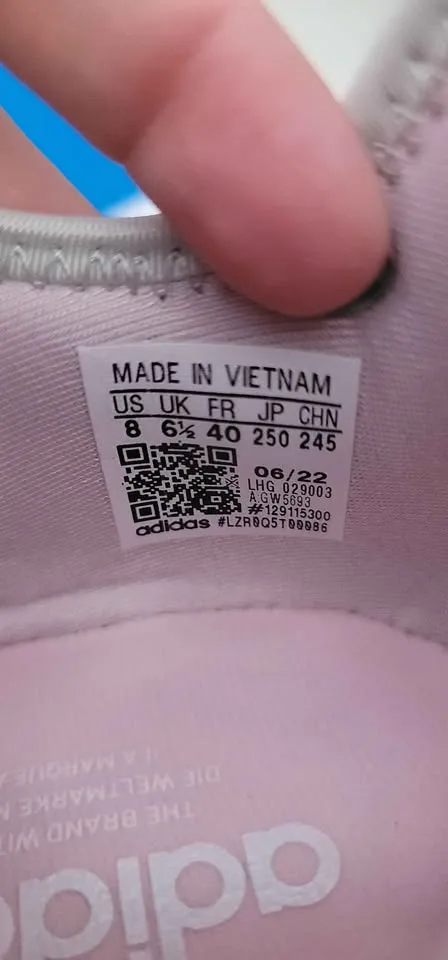 MADE IN VIETNAM
US UK FR JP CHN
8 6½ 40 250 245
06/22
LHG 029003
A.GW5693
#129115300
adidas #LZR0Q5T00086
LA MARQUE
DIE WELTMARKE
THE BRAND WIT
adidas